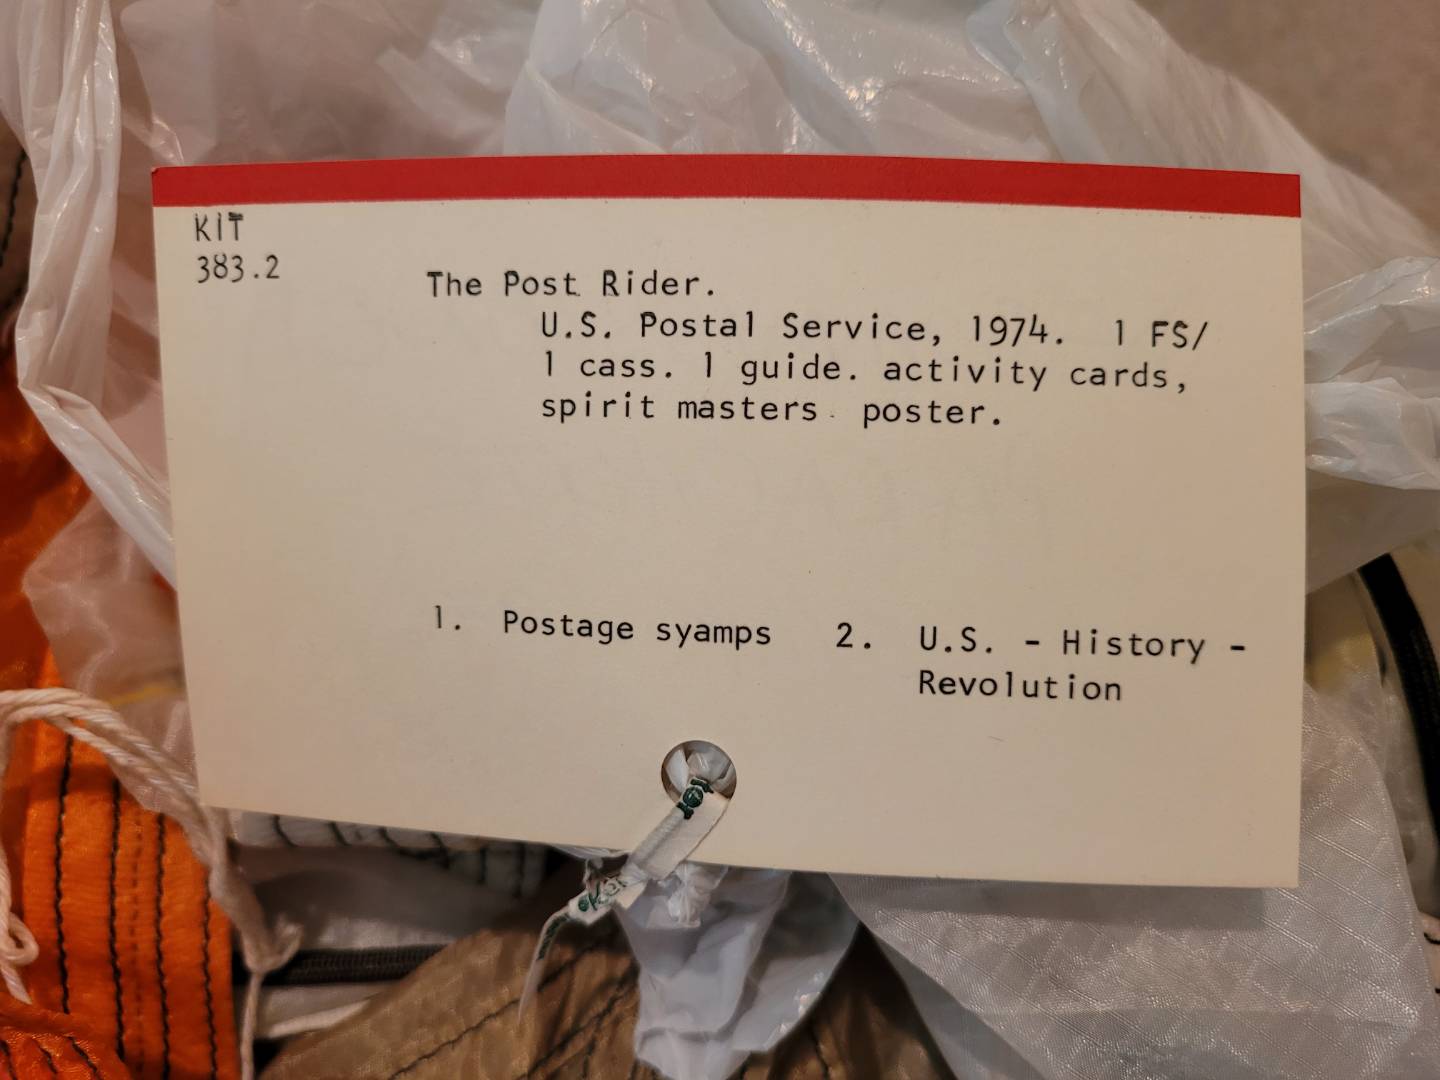 KIT
383.2
The Post Rider.
U.S. Postal Service, 1974. 1 FS/
1 cass. 1 guide. activity cards,
spirit masters. poster.
1. Postage syamps 2. U.S. - History -
Revolution